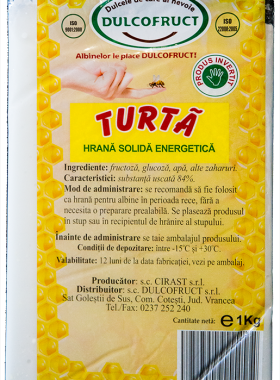 Dulcele de care ai nevoie
DULCOFRUCT
ISO
9001:2008
ISO
22000:2005
Albinelor le place DULCOFRUCT!
PRODUS INVERTIT
TURTĂ
HRANĂ SOLIDĂ ENERGETICĂ
Ingrediente: fructoză, glucoză, apă, alte zaharuri.
Caracteristici: substanță uscată 84%.
Mod de administrare: se recomandă să fie folosit
ca hrană pentru albine în perioada rece, fără a
necesita o preparare prealabilă. Se plasează produsul
în stup sau în recipientul de hrănire al stupului.
Înainte de administrare se taie ambalajul produsului.
Condiții de depozitare: între -15°C și +30°C.
Valabilitate: 12 luni de la data fabricației, vezi pe ambalaj.
Producător: s.c. CIRAST s.r.l.
Distribuitor: s.c. DULCOFRUCT s.r.l.
Sat Goleștii de Sus, Com. Cotești, Jud. Vrancea
Tel./Fax: 0237 252 240
Cantitate netă: e 1Kg